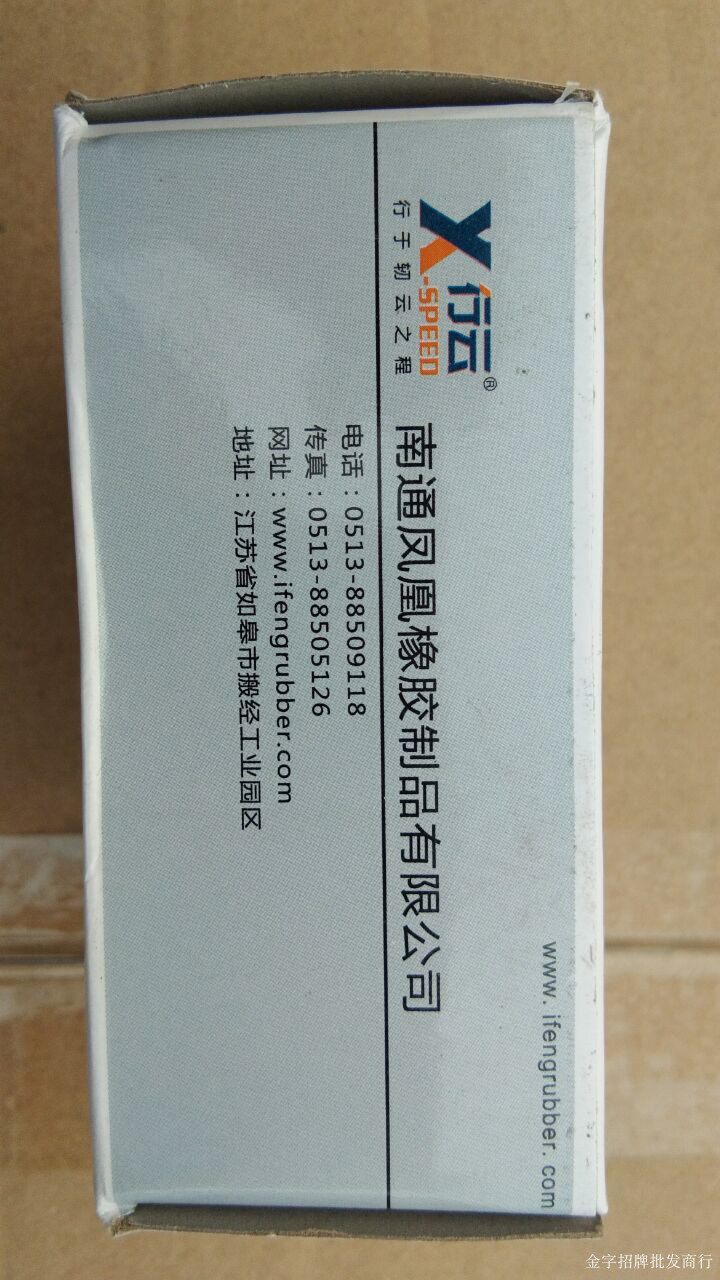 www. ifengrubber. com
行云®
X-SPEED
行于韧云之程
南通凤凰橡胶制品有限公司
电话：0513-88509118
传真：0513-88505126
网址：www.ifengrubber.com
地址：江苏省如皋市搬经工业园区
金字招牌批发商行